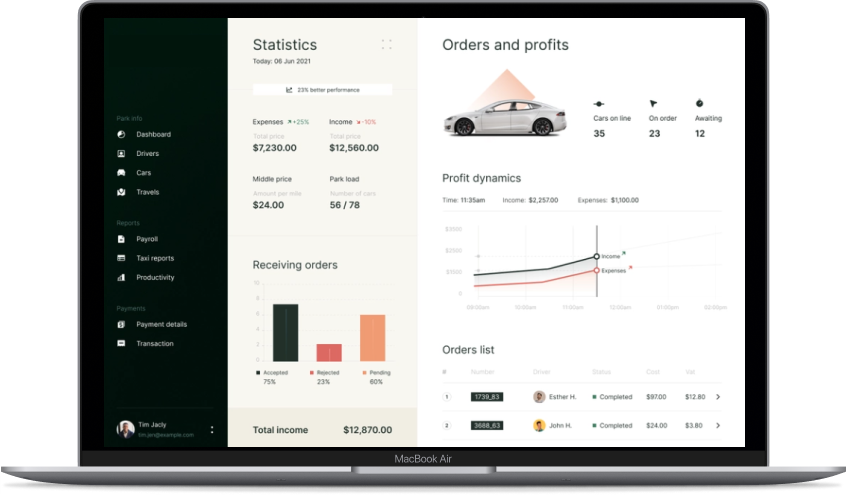 Park info
Dashboard
Drivers
Cars
Travels
Reports
Payroll
Taxi reports
Productivity
Payments
Payment details
Transaction
Tim Jacly
tim.jen@example.com
Statistics
Today: 06 Jun 2021
23% better performance
Expenses +25%
Total price
$7,230.00
Income -10%
Total price
$12,560.00
Middle price
Amount per mile
$24.00
Park load
Number of cars
56 / 78
Receiving orders
10
8
6
4
2
0
Accepted
75%
Rejected
23%
Pending
60%
Total income $12,870.00
Orders and profits
Cars on line
35
On order
23
Awaiting
12
Profit dynamics
Time: 11:35am Income: $2,257.00 Expenses: $1,100.00
$3500
$2500
$1500
0
Income
Expenses
09:00am 10:00am 11:00am 12:00am 01:00pm 02:00pm
Orders list
# Number Driver Status Cost Vat
1 1739_83 Esther H. Completed $97.00 $12.80
2 3688_63 John H. Completed $24.00 $3.80
MacBook Air